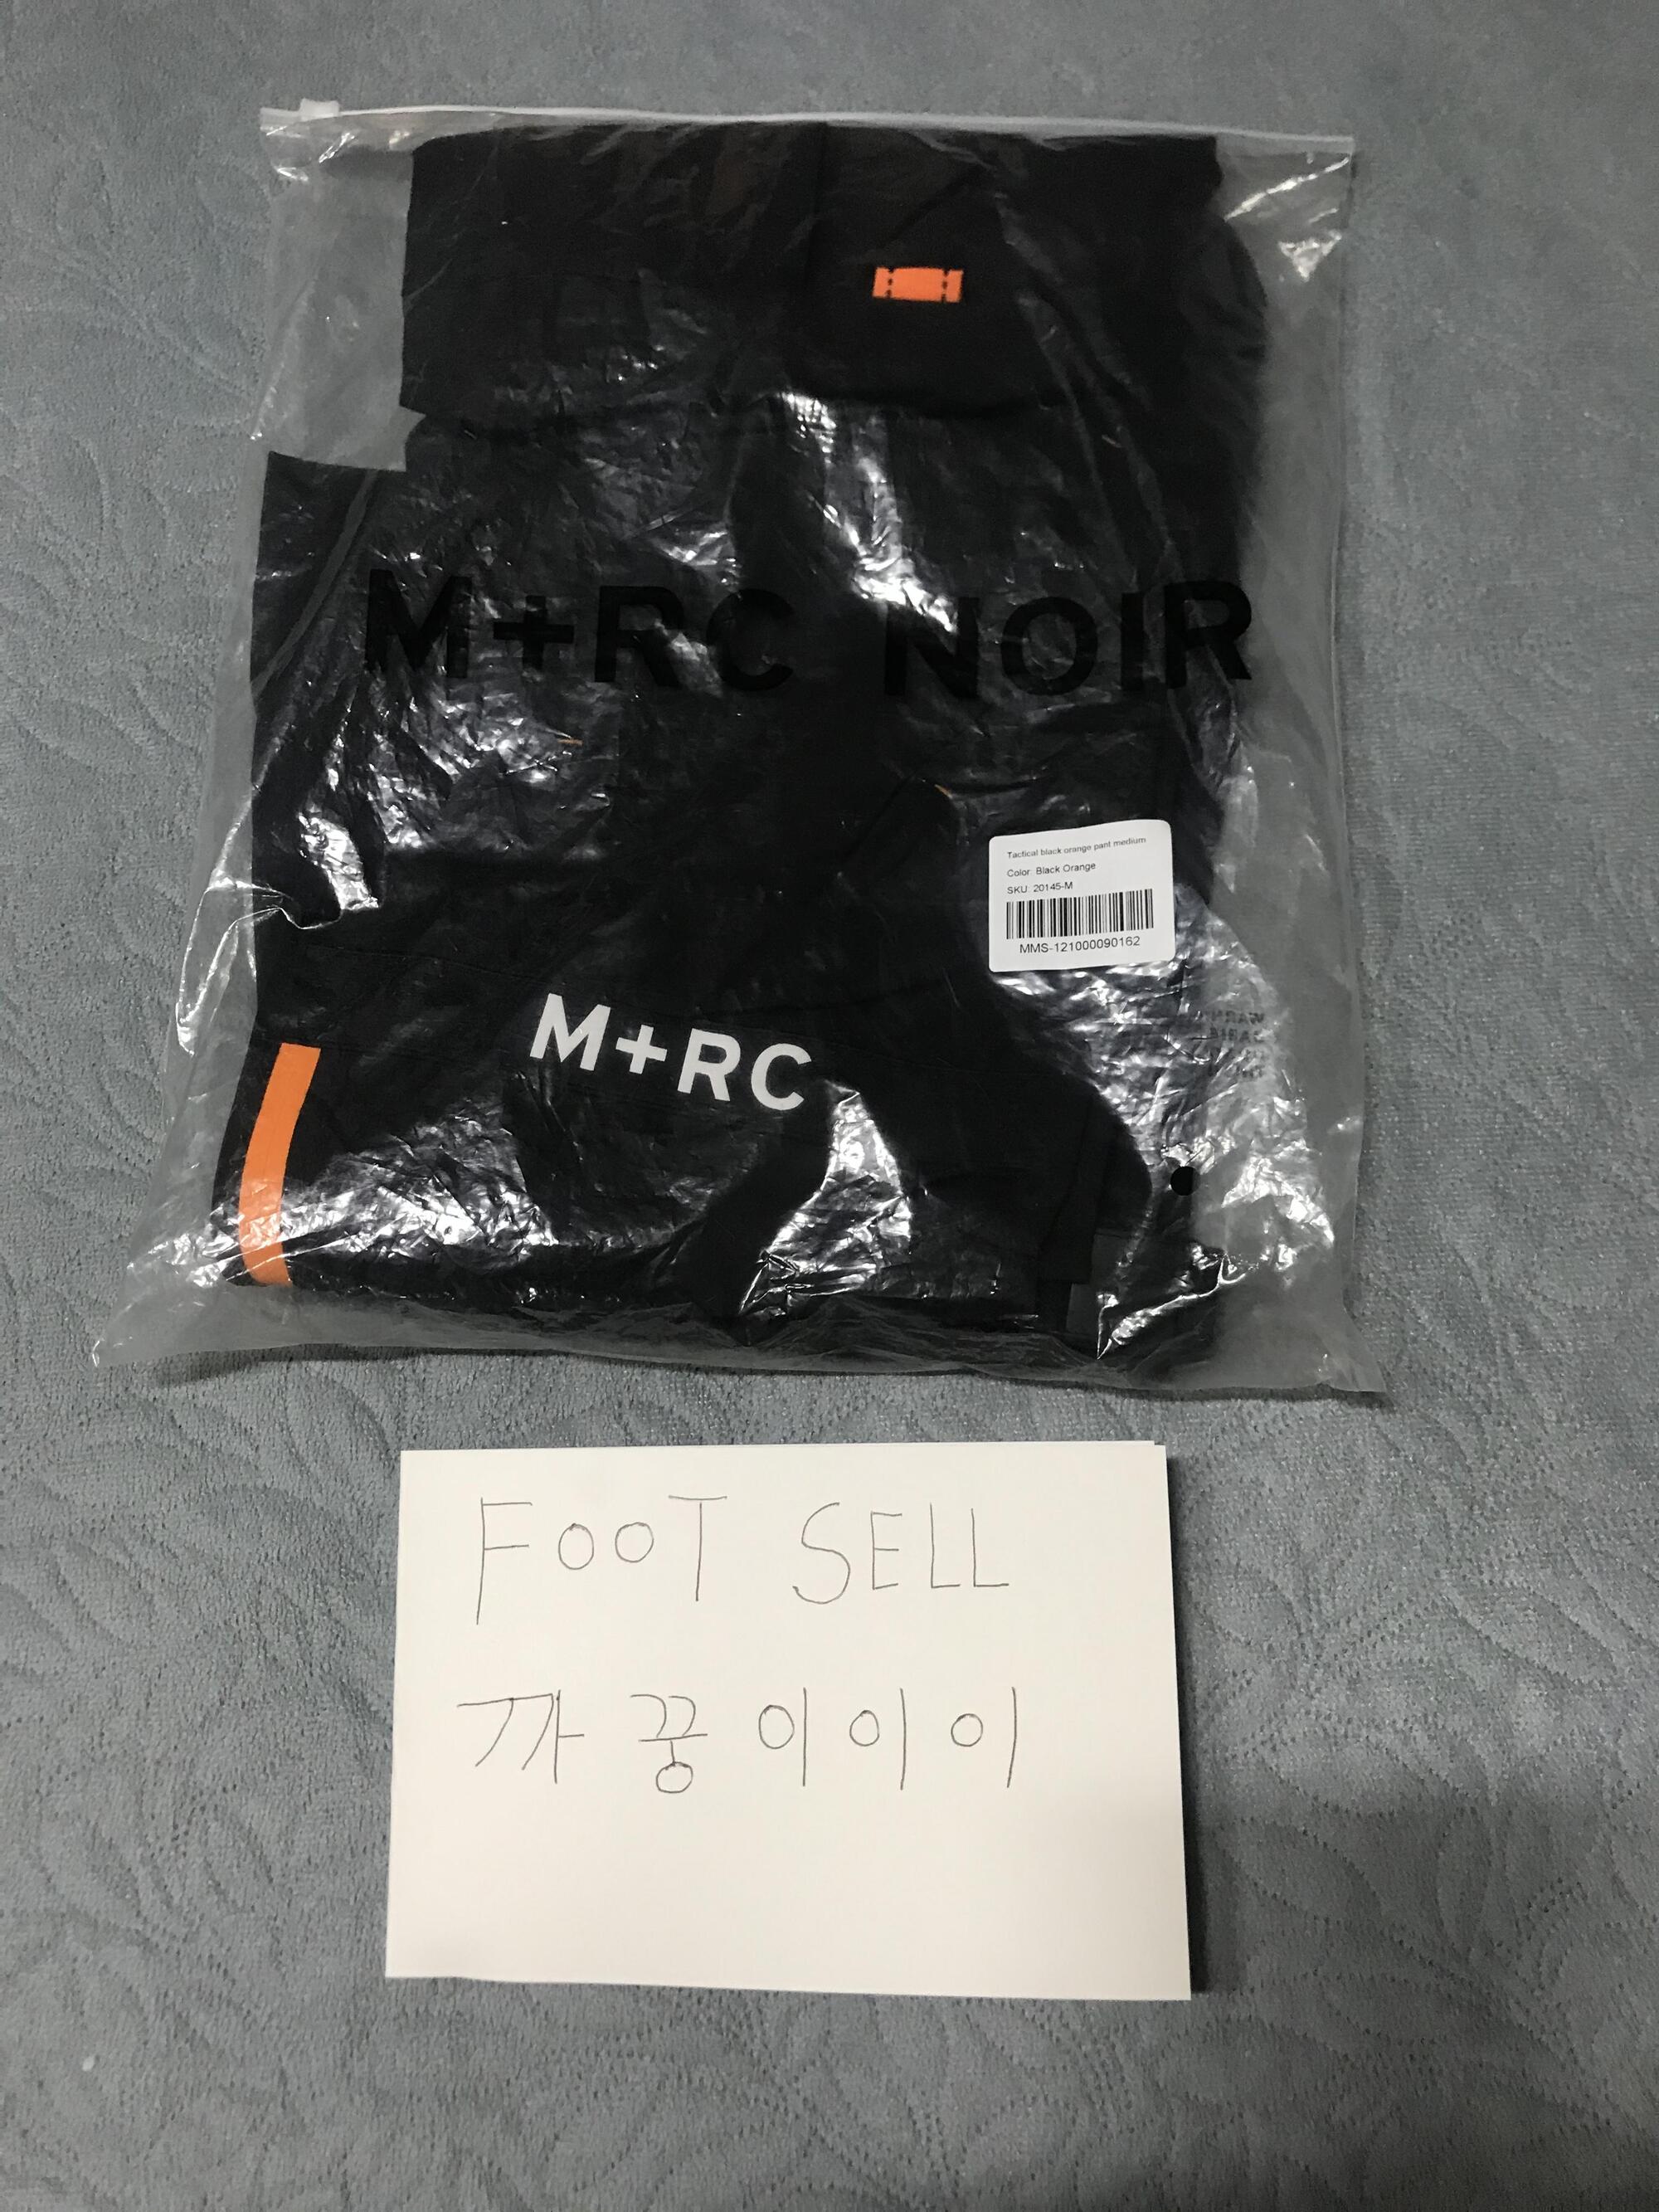 M+RC NOIR
Tactical black orange pant medium
Color: Black Orange
SKU: 20145-M
MMS-121000090162
M+RC
FOOT SELL
까꿍이이이